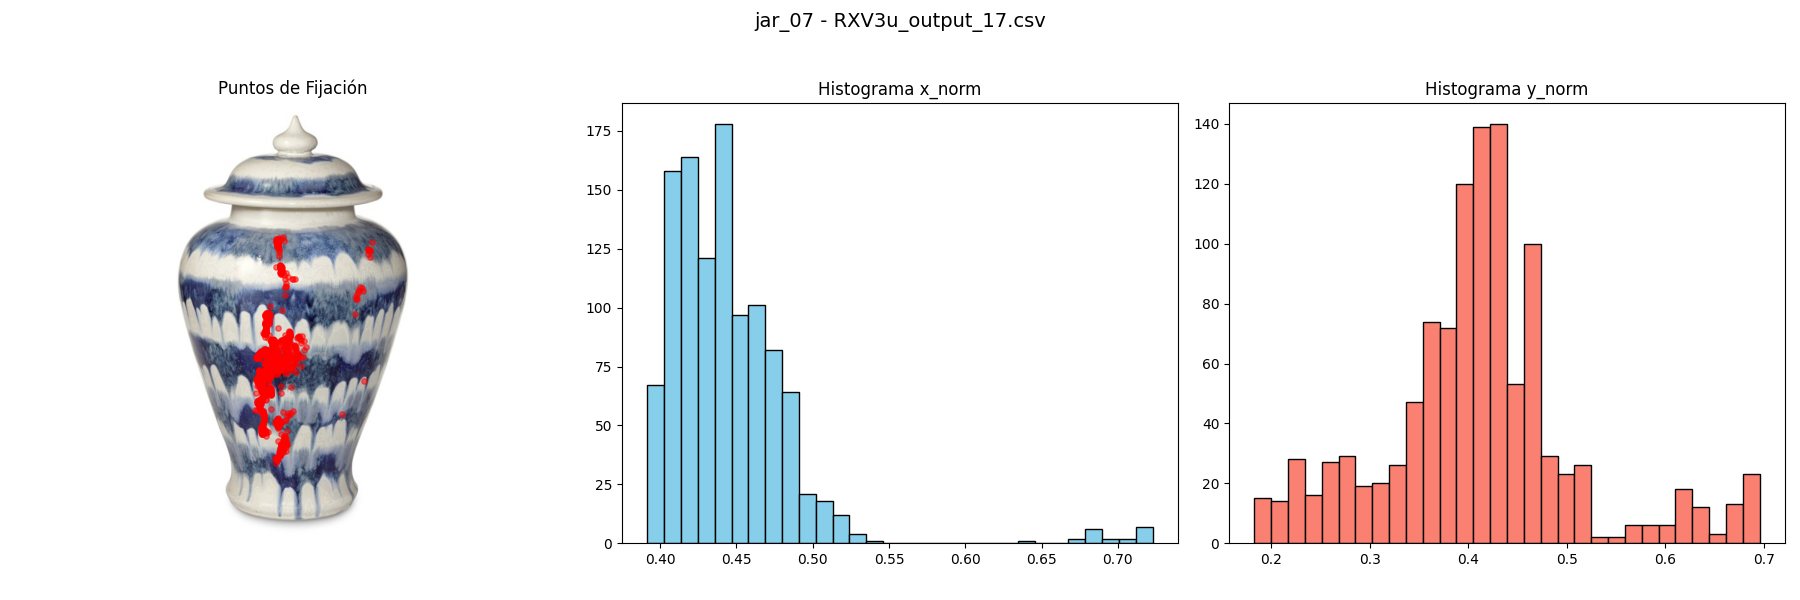 jar_07 - RXV3u_output_17.csv
Puntos de Fijación
Histograma x_norm
175
150
125
100
75
50
25
0
0.40 0.45 0.50 0.55 0.60 0.65 0.70
Histograma y_norm
140
120
100
80
60
40
20
0
0.2 0.3 0.4 0.5 0.6 0.7